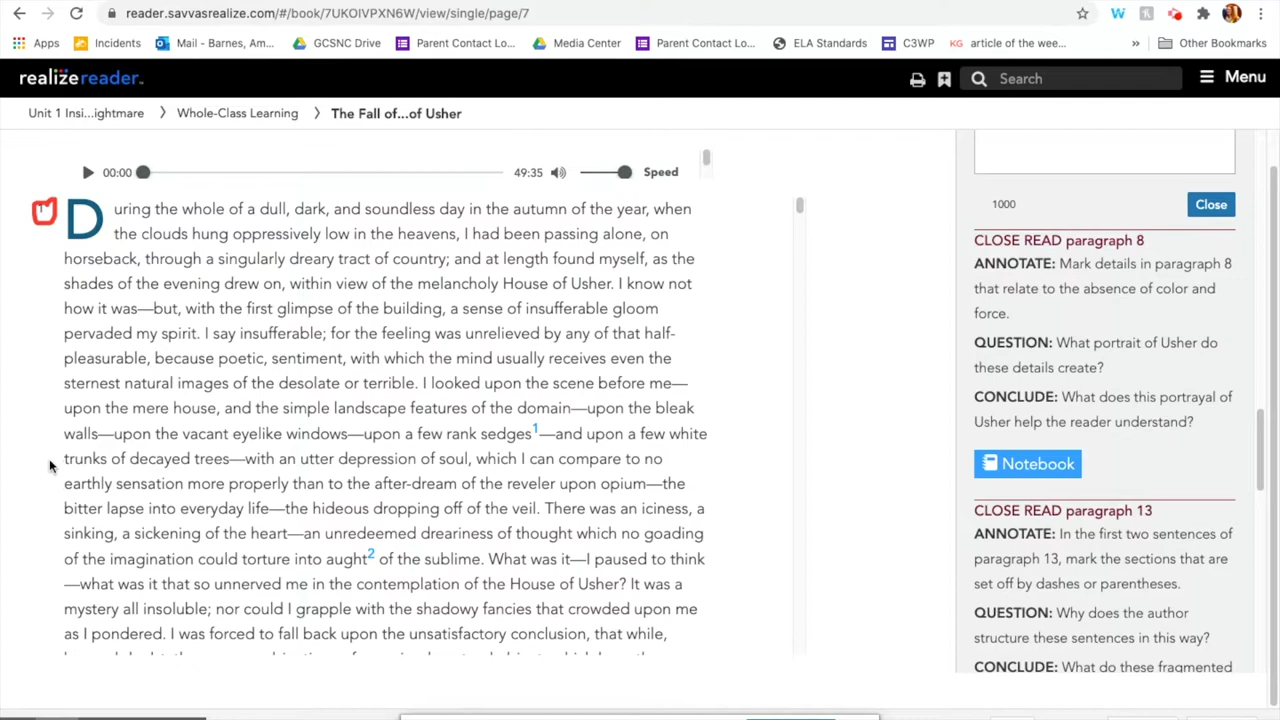 reader.savvasrealize.com/#/book/7UKOIVPXN6W/view/single/page/7
Apps Incidents Mail - Barnes, Am... GCSNC Drive Parent Contact Lo... Media Center Parent Contact Lo... ELA Standards C3WP KG article of the wee... » Other Bookmarks
realizereader™ Search Menu
Unit 1 Insi...ightmare > Whole-Class Learning > The Fall of...of Usher
00:00 49:35 Speed
During the whole of a dull, dark, and soundless day in the autumn of the year, when
the clouds hung oppressively low in the heavens, I had been passing alone, on
horseback, through a singularly dreary tract of country; and at length found myself, as the
shades of the evening drew on, within view of the melancholy House of Usher. I know not
how it was—but, with the first glimpse of the building, a sense of insufferable gloom
pervaded my spirit. I say insufferable; for the feeling was unrelieved by any of that half-
pleasurable, because poetic, sentiment, with which the mind usually receives even the
sternest natural images of the desolate or terrible. I looked upon the scene before me—
upon the mere house, and the simple landscape features of the domain—upon the bleak
walls—upon the vacant eyelike windows—upon a few rank sedges1—and upon a few white
trunks of decayed trees—with an utter depression of soul, which I can compare to no
earthly sensation more properly than to the after-dream of the reveler upon opium—the
bitter lapse into everyday life—the hideous dropping off of the veil. There was an iciness, a
sinking, a sickening of the heart—an unredeemed dreariness of thought which no goading
of the imagination could torture into aught2 of the sublime. What was it—I paused to think
—what was it that so unnerved me in the contemplation of the House of Usher? It was a
mystery all insoluble; nor could I grapple with the shadowy fancies that crowded upon me
as I pondered. I was forced to fall back upon the unsatisfactory conclusion, that while,
1000 Close
CLOSE READ paragraph 8
ANNOTATE: Mark details in paragraph 8
that relate to the absence of color and
force.
QUESTION: What portrait of Usher do
these details create?
CONCLUDE: What does this portrayal of
Usher help the reader understand?
Notebook
CLOSE READ paragraph 13
ANNOTATE: In the first two sentences of
paragraph 13, mark the sections that are
set off by dashes or parentheses.
QUESTION: Why does the author
structure these sentences in this way?
CONCLUDE: What do these fragmented